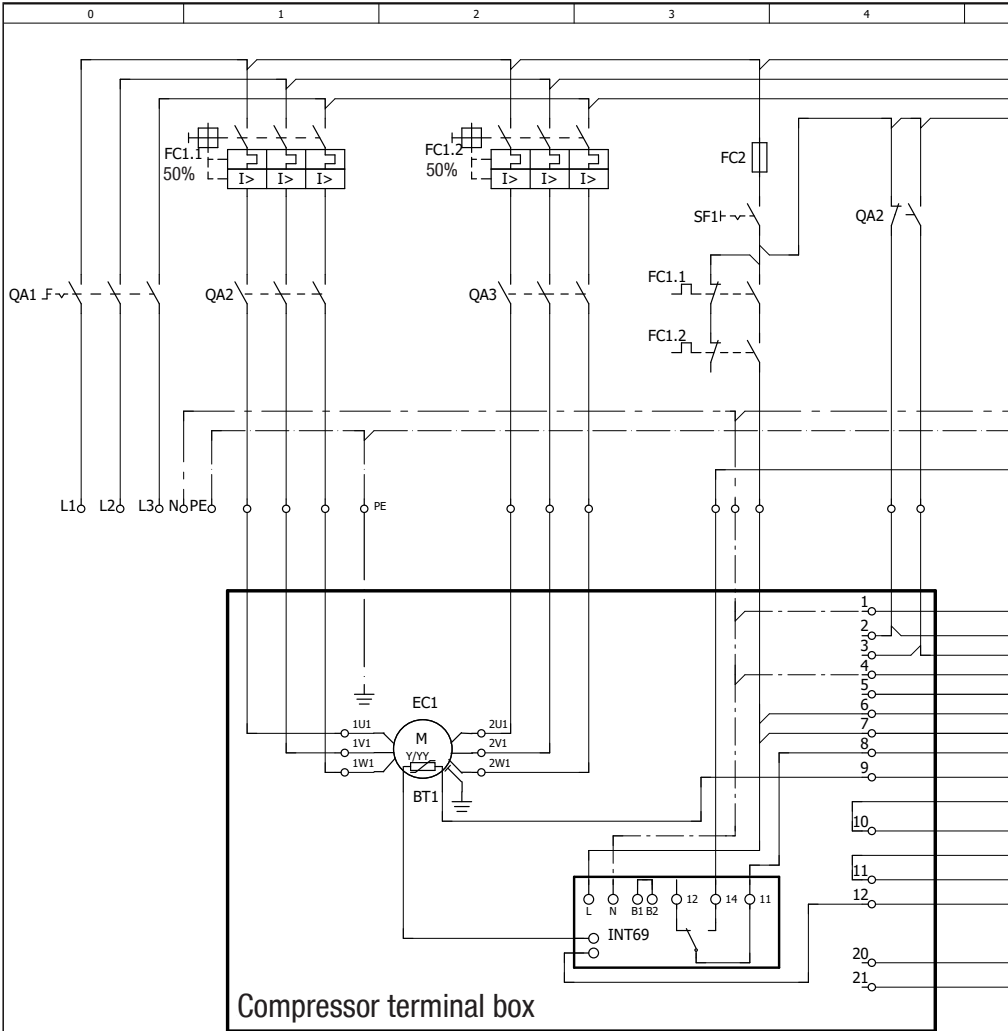 0 1 2 3 4
FC1.1
50%
I> I> I>
FC1.2
50%
I> I> I>
FC2
SF1
QA2
QA1
QA2
QA3
FC1.1
FC1.2
L1 L2 L3 N PE
PE
1
2
3
4
5
6
7
8
9
10
11
12
20
21
EC1
1U1
1V1
1W1
M
Y/YY
2U1
2V1
2W1
BT1
L N B1 B2 12 14 11
INT69
Compressor terminal box